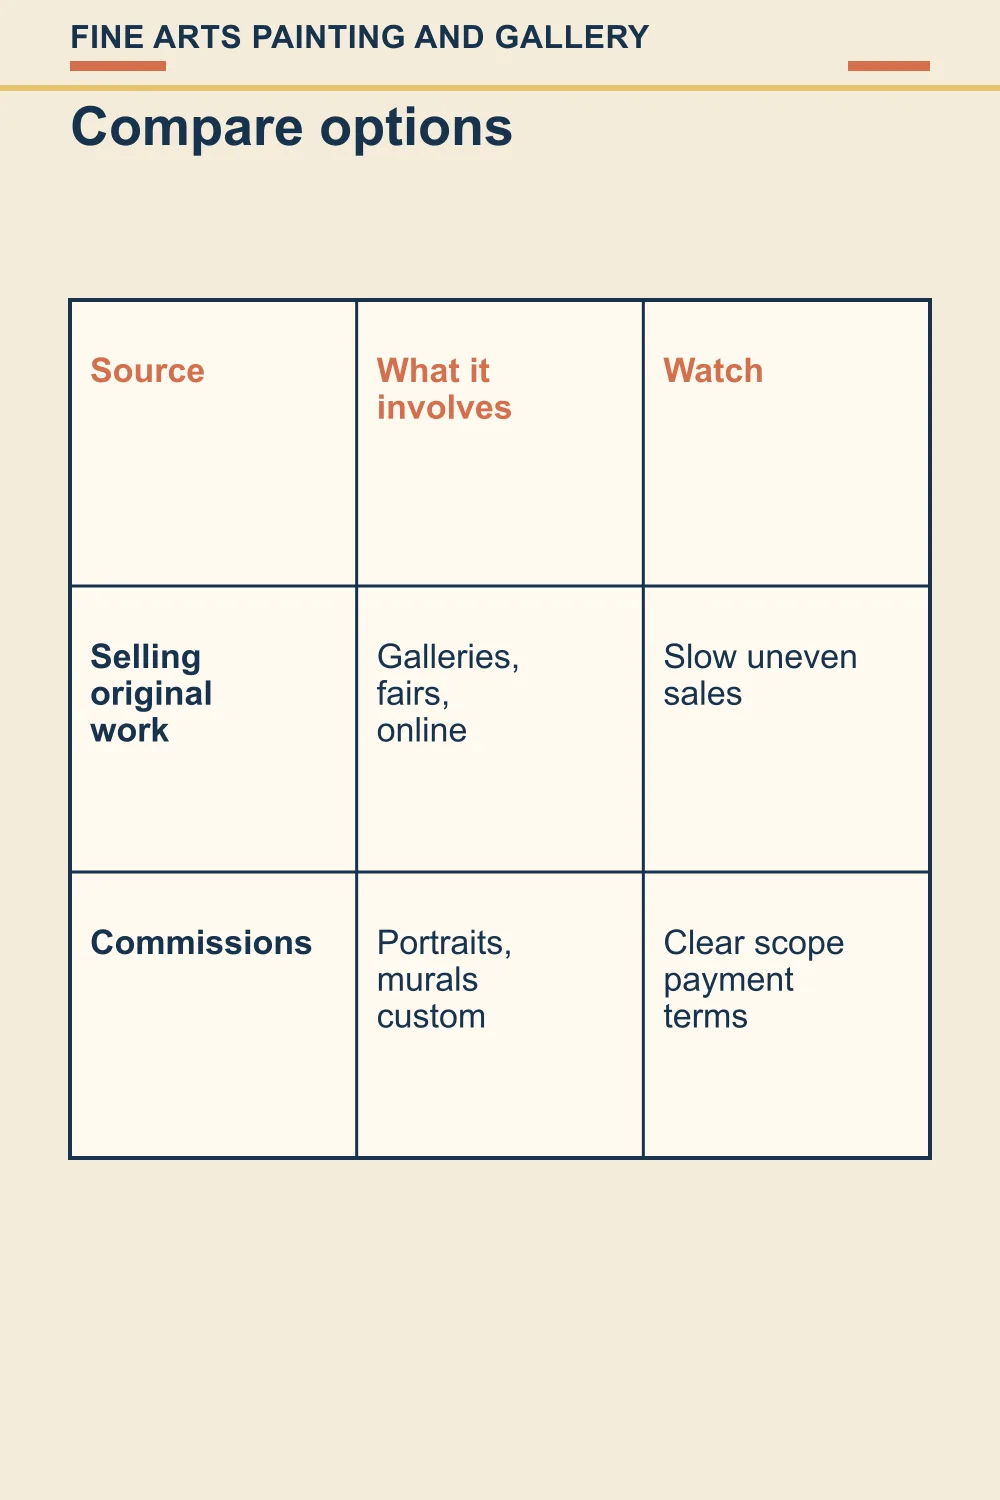 FINE ARTS PAINTING AND GALLERY
Compare options
Source
What it
involves
Watch
Selling
original
work
Galleries,
fairs,
online
Slow uneven
sales
Commissions
Portraits,
murals
custom
Clear scope
payment
terms